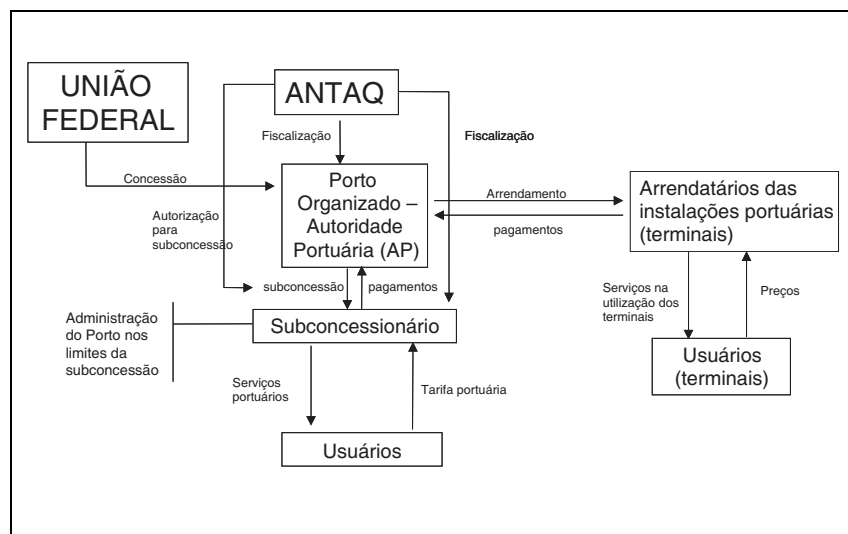 UNIÃO
FEDERAL
ANTAQ
Fiscalização
Fiscalização
Concessão
Autorização
para
subconcessão
Porto
Organizado –
Autoridade
Portuária (AP)
Arrendamento
pagamentos
Arrendatários das
instalações portuárias
(terminais)
subconcessão
pagamentos
Serviços na
utilização dos
terminais
Preços
Administração
do Porto nos
limites da
subconcessão
Subconcessionário
Usuários
(terminais)
Serviços
portuários
Tarifa portuária
Usuários